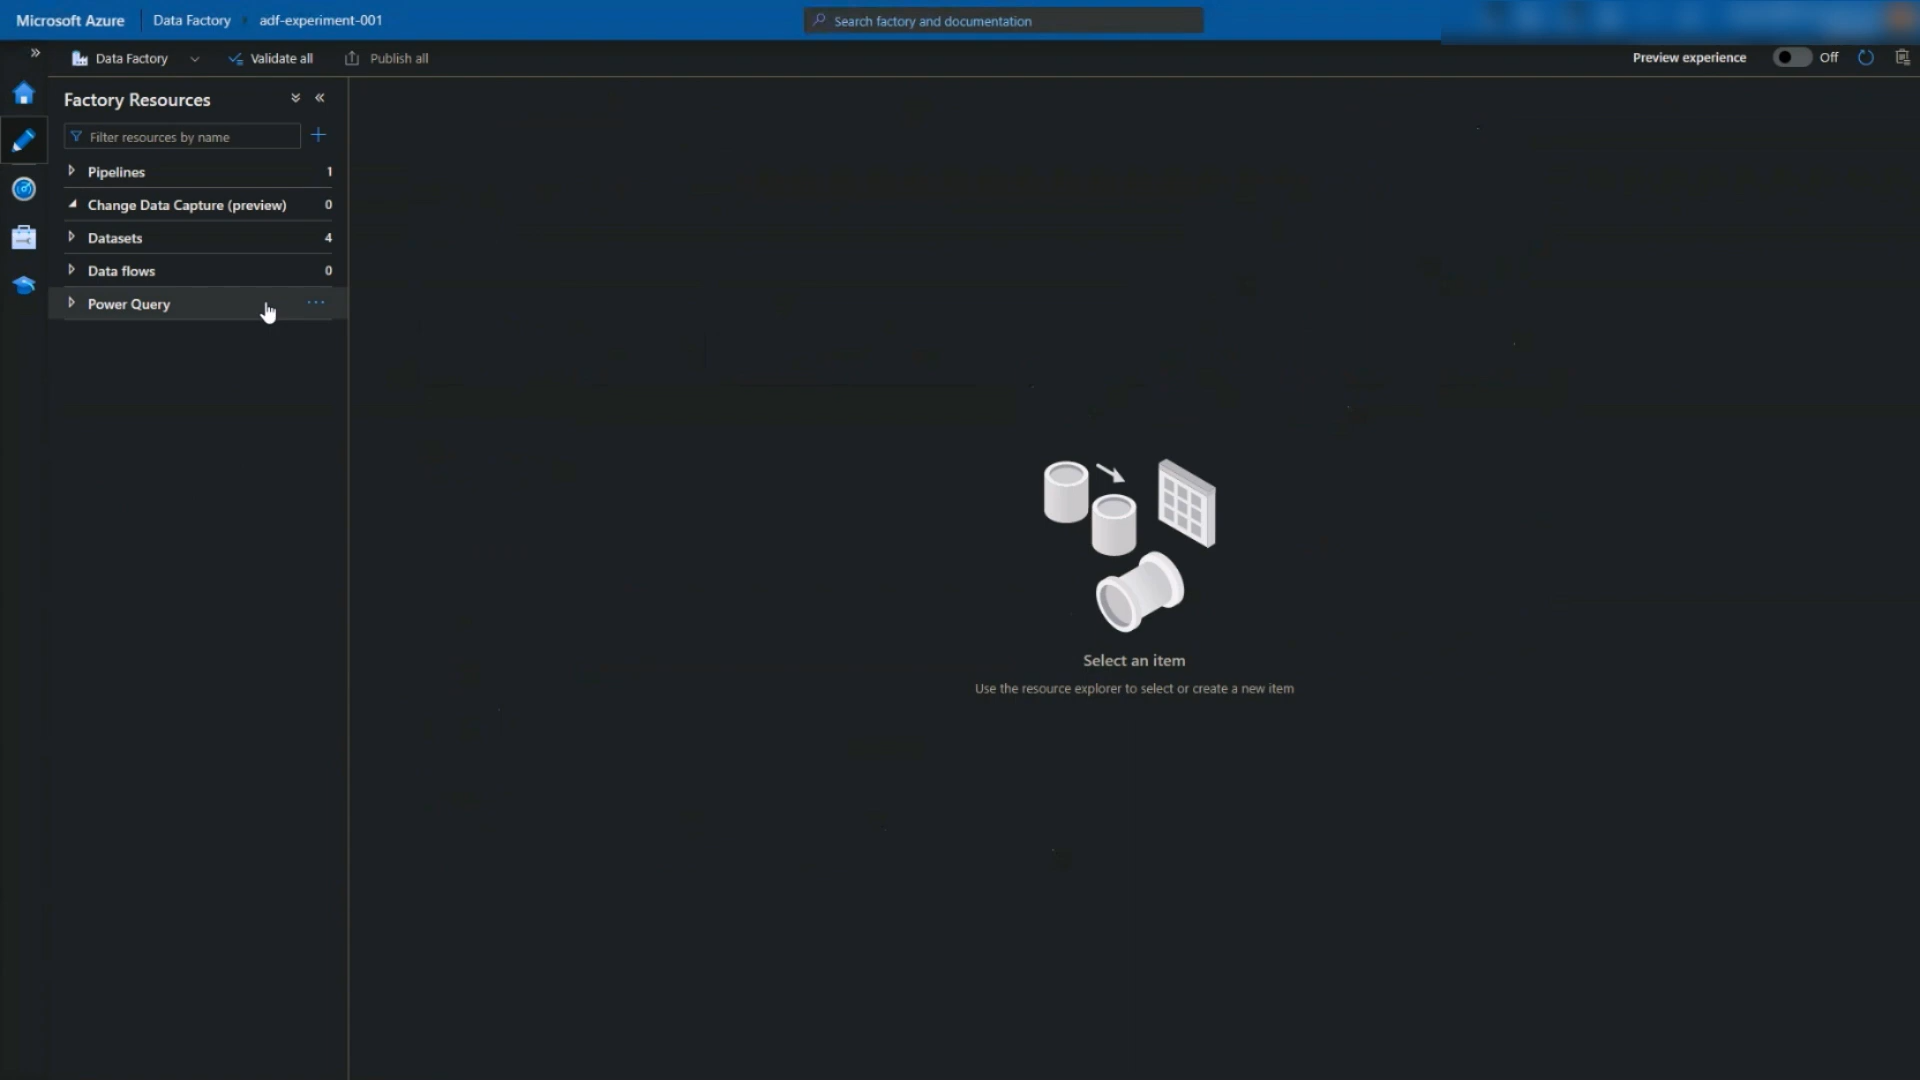 Microsoft Azure
Data Factory
adf-experiment-001
Search factory and documentation
Data Factory
Validate all
Publish all
Preview experience
Off
Factory Resources
Filter resources by name
Pipelines 1
Change Data Capture (preview) 0
Datasets 4
Data flows 0
Power Query
Select an item
Use the resource explorer to select or create a new item